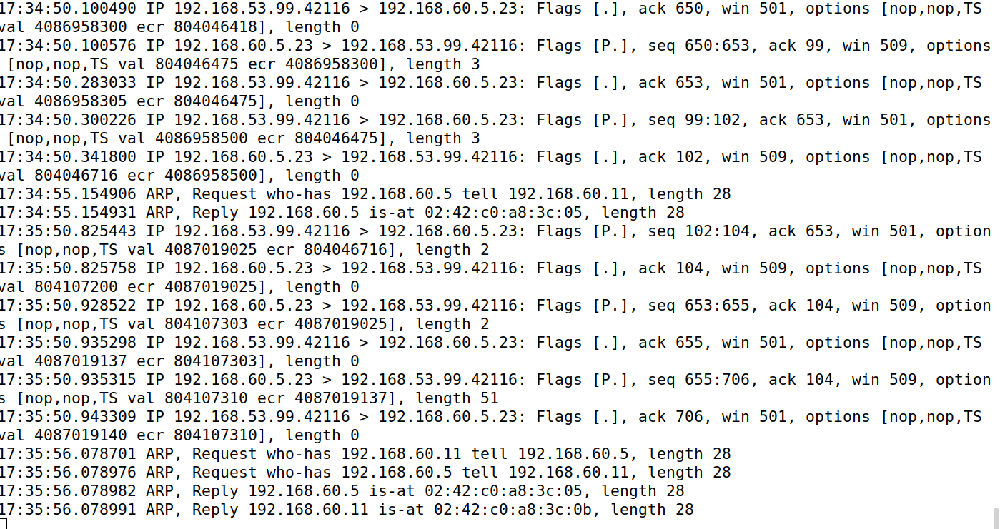 17:34:50.100490 IP 192.168.53.99.42116 > 192.168.60.5.23: Flags [.], ack 650, win 501, options [nop,nop,TS
val 4086958300 ecr 804046418], length 0
17:34:50.100576 IP 192.168.60.5.23 > 192.168.53.99.42116: Flags [P.], seq 650:653, ack 99, win 509, options
[nop,nop,TS val 804046475 ecr 4086958300], length 3
17:34:50.283033 IP 192.168.53.99.42116 > 192.168.60.5.23: Flags [.], ack 653, win 501, options [nop,nop,TS
val 4086958305 ecr 804046475], length 0
17:34:50.300226 IP 192.168.53.99.42116 > 192.168.60.5.23: Flags [P.], seq 99:102, ack 653, win 501, options
[nop,nop,TS val 4086958500 ecr 804046475], length 3
17:34:50.341800 IP 192.168.60.5.23 > 192.168.53.99.42116: Flags [.], ack 102, win 509, options [nop,nop,TS
val 804046716 ecr 4086958500], length 0
17:34:55.154906 ARP, Request who-has 192.168.60.5 tell 192.168.60.11, length 28
17:34:55.154931 ARP, Reply 192.168.60.5 is-at 02:42:c0:a8:3c:05, length 28
17:35:50.825443 IP 192.168.53.99.42116 > 192.168.60.5.23: Flags [P.], seq 102:104, ack 653, win 501, option
s [nop,nop,TS val 4087019025 ecr 804046716], length 2
17:35:50.825758 IP 192.168.60.5.23 > 192.168.53.99.42116: Flags [.], ack 104, win 509, options [nop,nop,TS
val 804107200 ecr 4087019025], length 0
17:35:50.928522 IP 192.168.60.5.23 > 192.168.53.99.42116: Flags [P.], seq 653:655, ack 104, win 509, option
s [nop,nop,TS val 804107303 ecr 4087019025], length 2
17:35:50.935298 IP 192.168.53.99.42116 > 192.168.60.5.23: Flags [.], ack 655, win 501, options [nop,nop,TS
val 4087019137 ecr 804107303], length 0
17:35:50.935315 IP 192.168.60.5.23 > 192.168.53.99.42116: Flags [P.], seq 655:706, ack 104, win 509, option
s [nop,nop,TS val 804107310 ecr 4087019137], length 51
17:35:50.943309 IP 192.168.53.99.42116 > 192.168.60.5.23: Flags [.], ack 706, win 501, options [nop,nop,TS
val 4087019140 ecr 804107310], length 0
17:35:56.078701 ARP, Request who-has 192.168.60.11 tell 192.168.60.5, length 28
17:35:56.078976 ARP, Request who-has 192.168.60.5 tell 192.168.60.11, length 28
17:35:56.078982 ARP, Reply 192.168.60.5 is-at 02:42:c0:a8:3c:05, length 28
17:35:56.078991 ARP, Reply 192.168.60.11 is-at 02:42:c0:a8:3c:0b, length 28